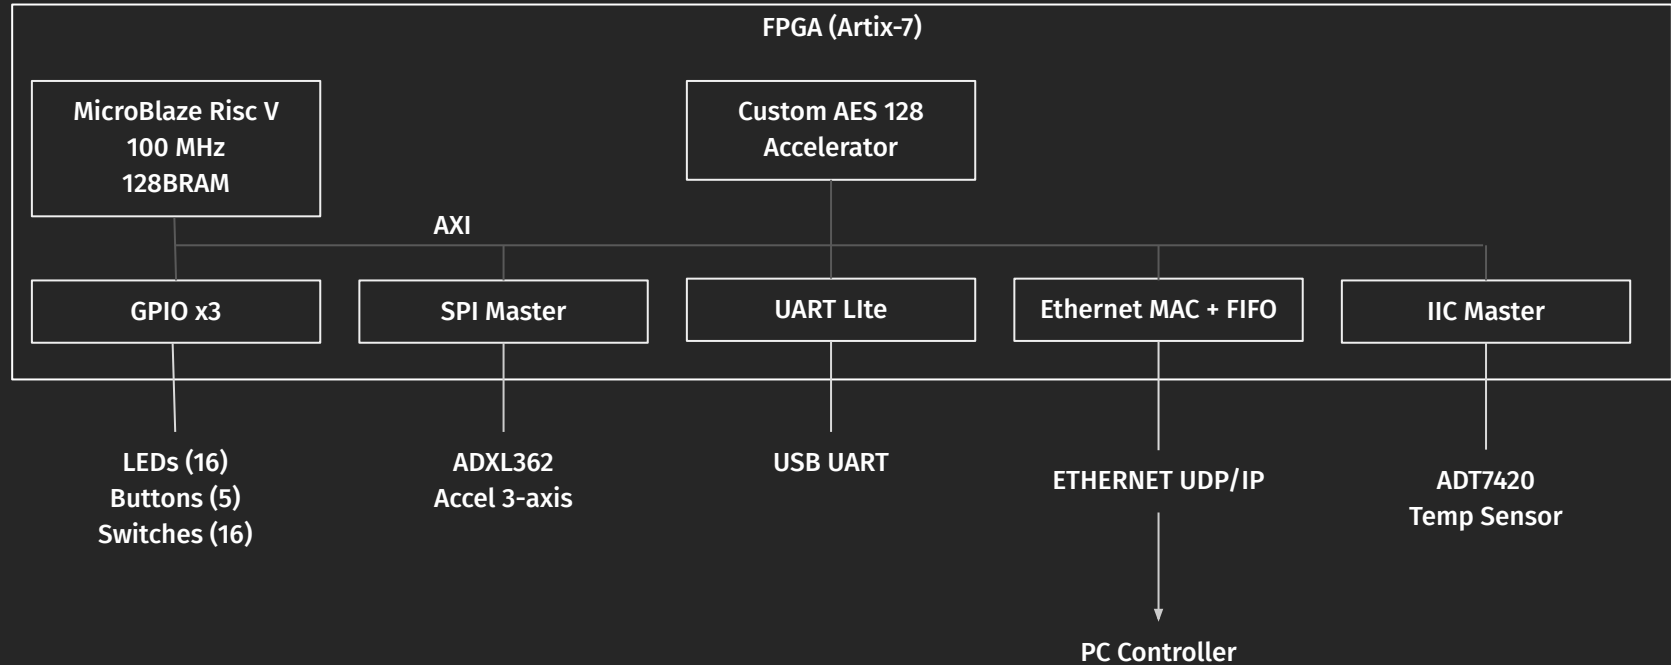 FPGA (Artix-7)
MicroBlaze Risc V
100 MHz
128BRAM
Custom AES 128
Accelerator
AXI
GPIO x3
SPI Master
UART LIte
Ethernet MAC + FIFO
IIC Master
LEDs (16)
Buttons (5)
Switches (16)
ADXL362
Accel 3-axis
USB UART
ETHERNET UDP/IP
ADT7420
Temp Sensor
PC Controller